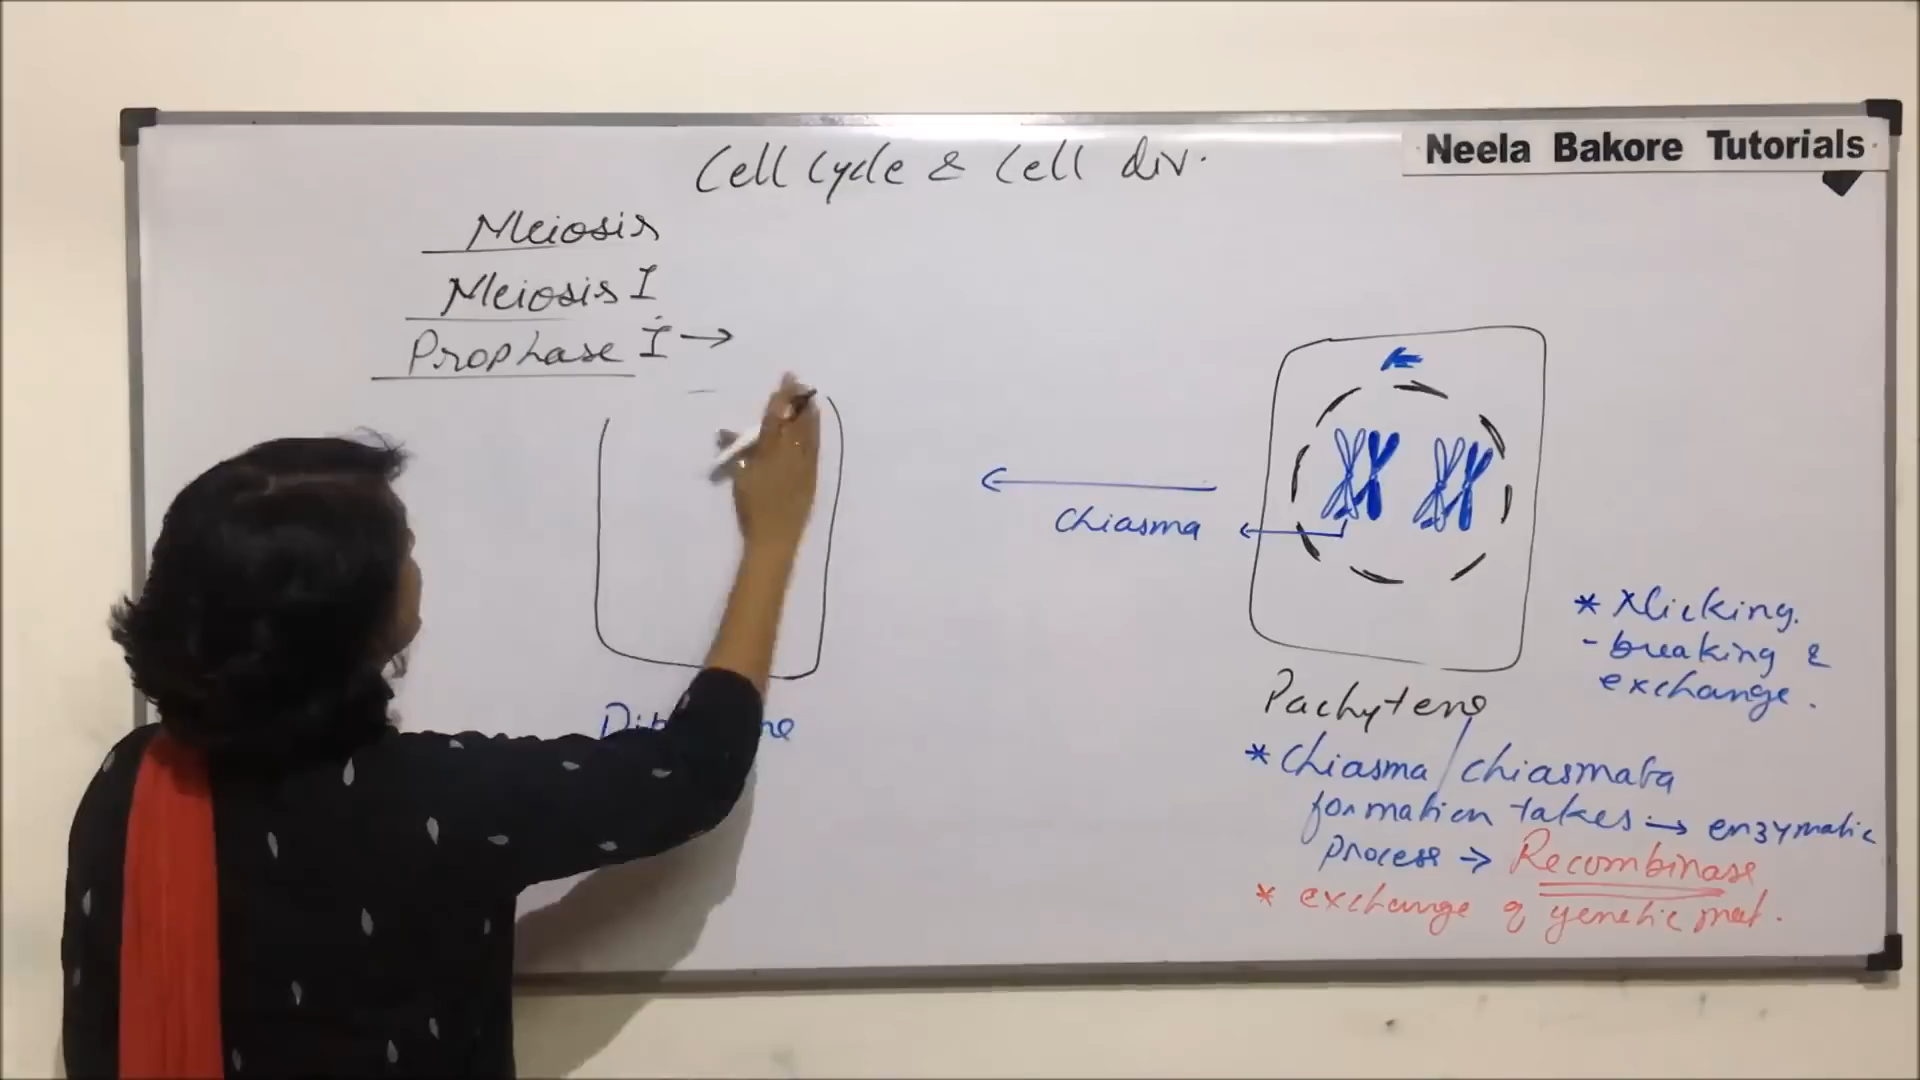 Neela Bakore Tutorials
Cell Cycle & Cell div.
Meiosis
Meiosis I
Prophase I →
Chiasma
* Nicking.
- breaking &
exchange.
Pachytene
* Chiasma / chiasmata
formation takes → enzymatic
process → Recombinase
* exchange of genetic mat.